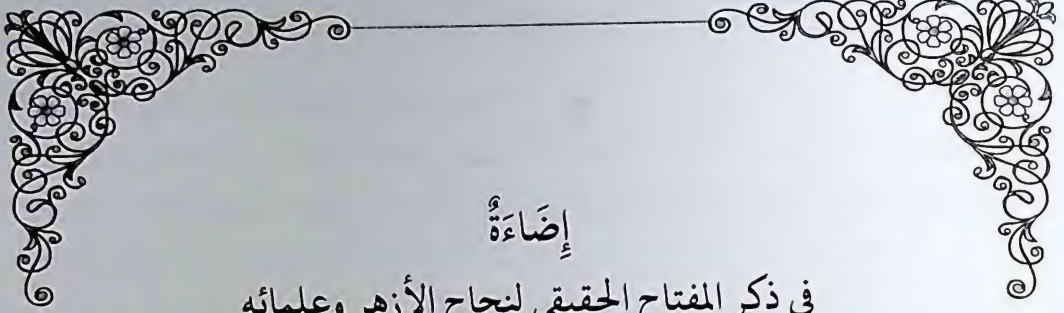 إِضَاءَةٌ
في ذكر المفتاح الحقيقي لنجاح الأزهر وعلمائه